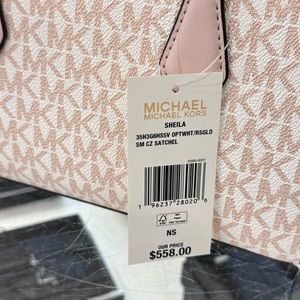 MICHAEL
MICHAEL KORS
SHEILA
35H3G6HS5V OPTWHT/RSGLD
SM CZ SATCHEL
1 96237 28020 6
NS
OUR PRICE
$558.00